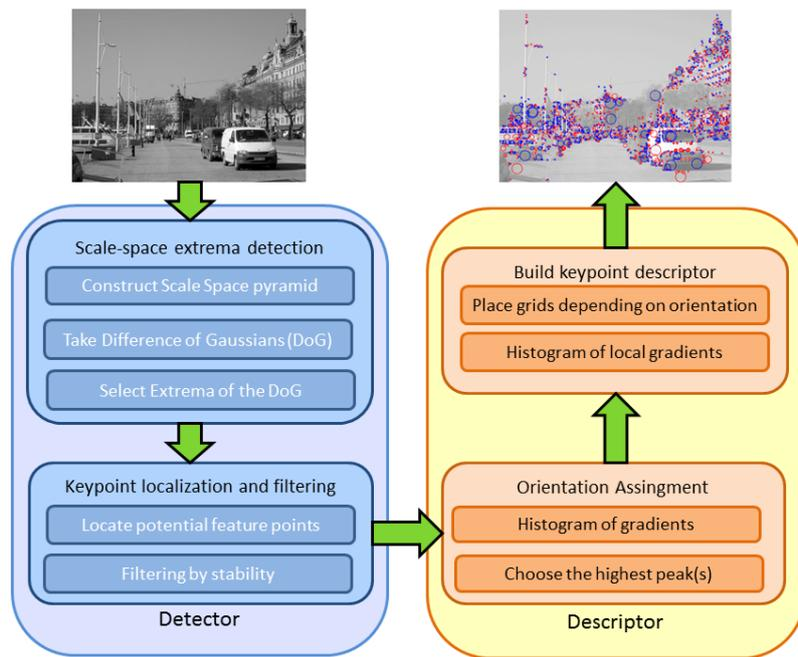 Scale-space extrema detection
Construct Scale Space pyramid
Take Difference of Gaussians (DoG)
Select Extrema of the DoG
Keypoint localization and filtering
Locate potential feature points
Filtering by stability
Detector
Build keypoint descriptor
Place grids depending on orientation
Histogram of local gradients
Orientation Assingment
Histogram of gradients
Choose the highest peak(s)
Descriptor